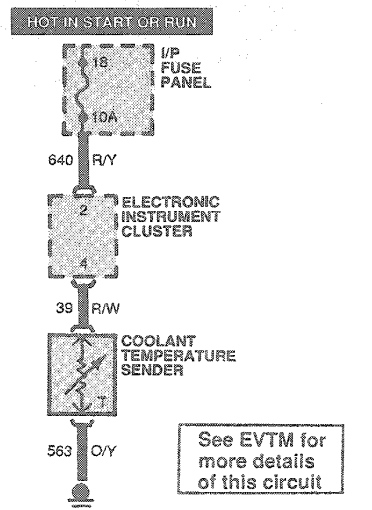 HOT IN START OR RUN
18
I/P
FUSE
PANEL
10A
640 R/Y
2
ELECTRONIC
INSTRUMENT
CLUSTER
4
39 R/W
COOLANT
TEMPERATURE
SENDER
T
563 O/Y
See EVTM for
more details
of this circuit